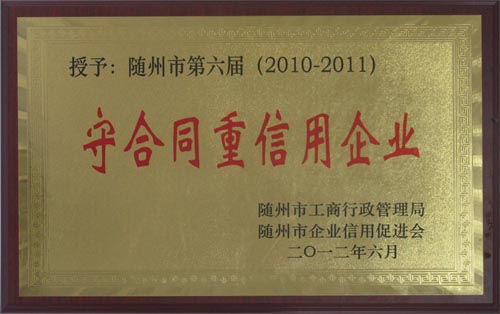 授予：随州市第六届（2010-2011）
守合同重信用企业
随州市工商行政管理局
随州市企业信用促进会
二〇一二年六月